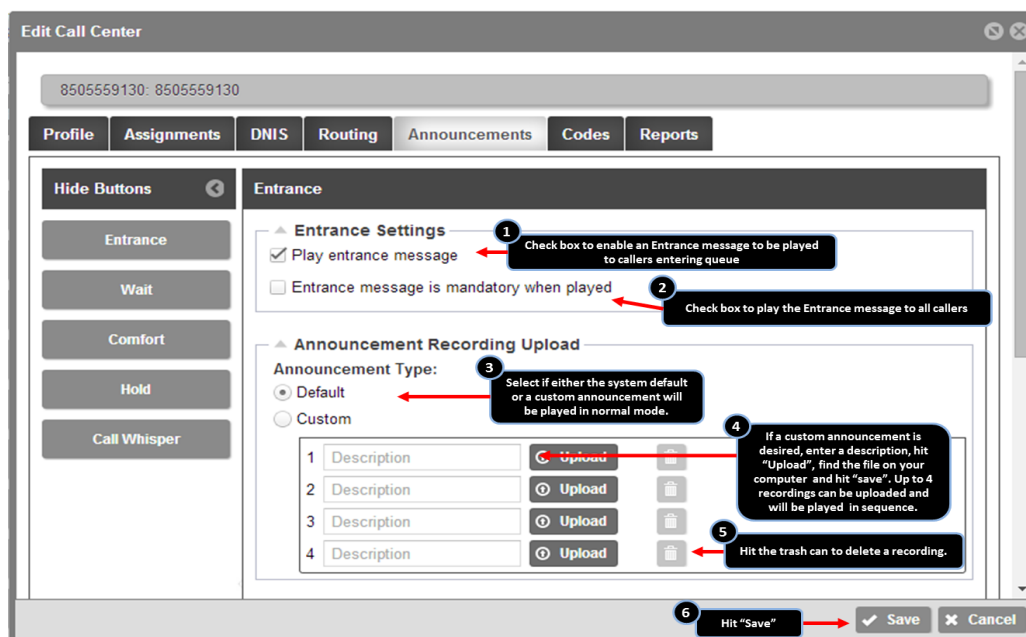 Edit Call Center
8505559130: 8505559130
Profile Assignments DNIS Routing Announcements Codes Reports
Hide Buttons
Entrance
Wait
Comfort
Hold
Call Whisper
Entrance
Entrance Settings
1
Play entrance message
Check box to enable an Entrance message to be played
to callers entering queue
Entrance message is mandatory when played
2
Check box to play the Entrance message to all callers
Announcement Recording Upload
Announcement Type:
3
Default
Custom
Select if either the system default
or a custom announcement will
be played in normal mode.
4
If a custom announcement is
desired, enter a description, hit
“Upload”, find the file on your
computer and hit “save”. Up to 4
recordings can be uploaded and
will be played in sequence.
1 Description Upload
2 Description Upload
3 Description Upload
4 Description Upload
5
Hit the trash can to delete a recording.
6
Hit “Save”
Save Cancel